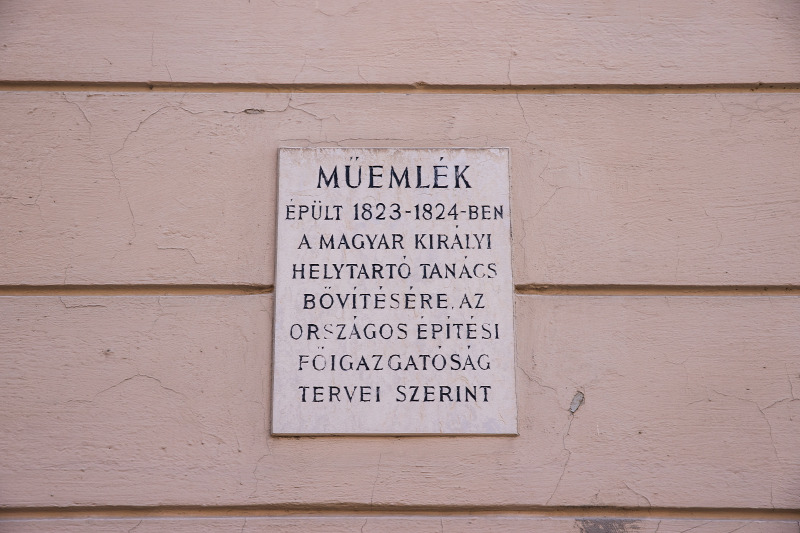 MŰEMLÉK
ÉPÜLT 1823-1824-BEN
A MAGYAR KIRÁLYI
HELYTARTÓ TANÁCS
BŐVÍTÉSÉRE, AZ
ORSZÁGOS ÉPÍTÉSI
FŐIGAZGATÓSÁG
TERVEI SZERINT